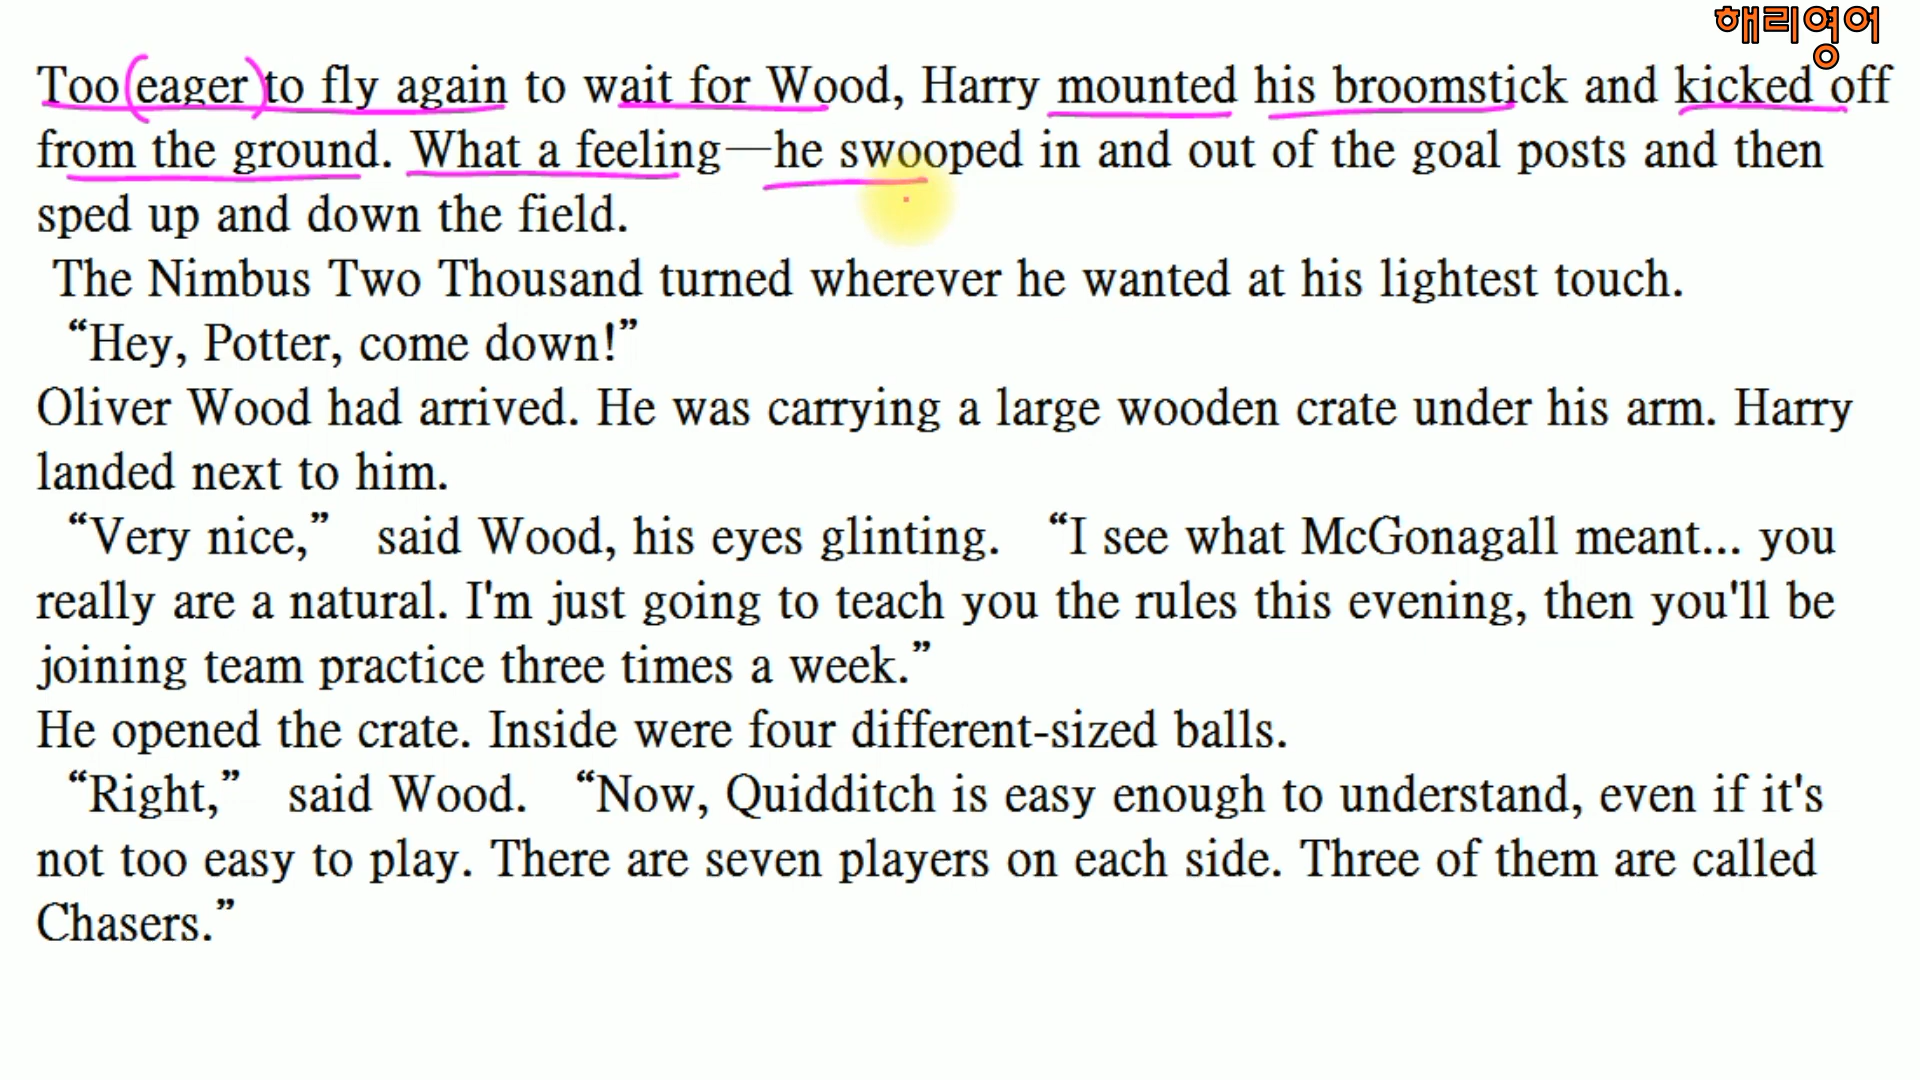 해리영어
Too eager to fly again to wait for Wood, Harry mounted his broomstick and kicked off
from the ground. What a feeling—he swooped in and out of the goal posts and then
sped up and down the field.
The Nimbus Two Thousand turned wherever he wanted at his lightest touch.
“Hey, Potter, come down!”
Oliver Wood had arrived. He was carrying a large wooden crate under his arm. Harry
landed next to him.
“Very nice,” said Wood, his eyes glinting. “I see what McGonagall meant... you
really are a natural. I'm just going to teach you the rules this evening, then you'll be
joining team practice three times a week.”
He opened the crate. Inside were four different-sized balls.
“Right,” said Wood. “Now, Quidditch is easy enough to understand, even if it's
not too easy to play. There are seven players on each side. Three of them are called
Chasers.”